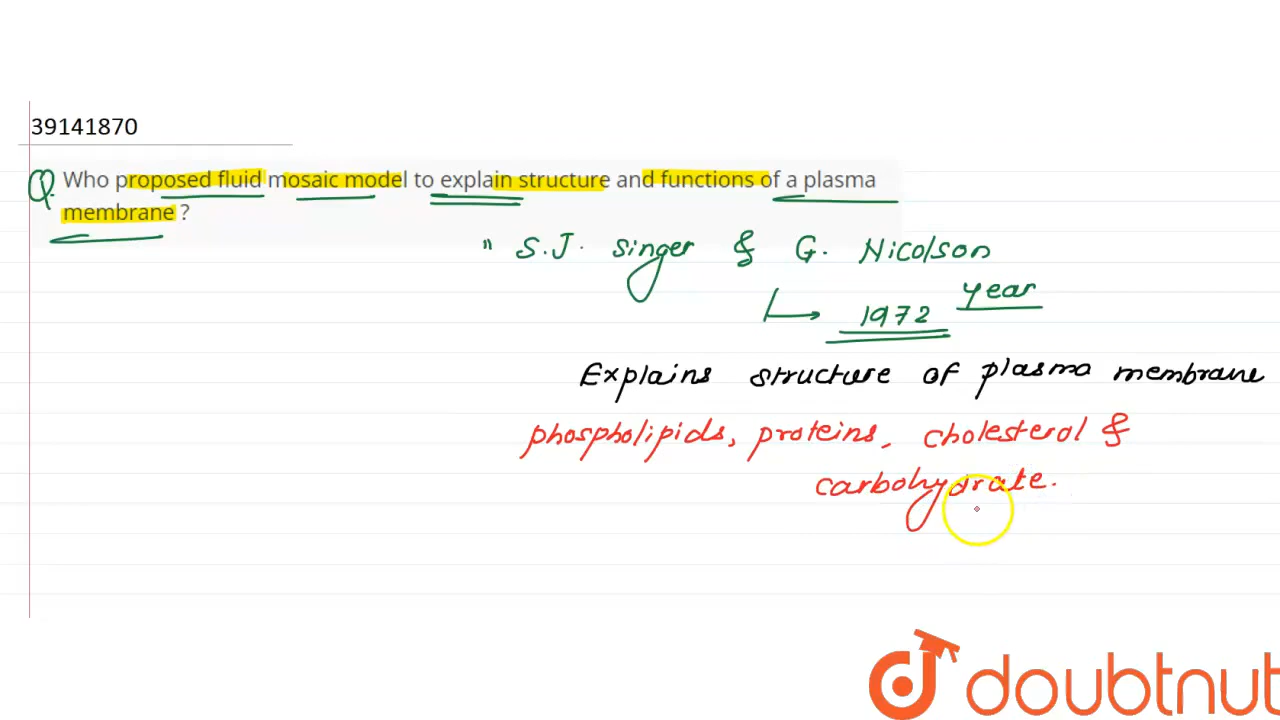 39141870
Q Who proposed fluid mosaic model to explain structure and functions of a plasma
membrane ?
" S.J. Singer & G. Nicolson
1972 year
Explains structure of plasma membrane
phospholipids, proteins, cholesterol &
carbohydrate.
doubtnut